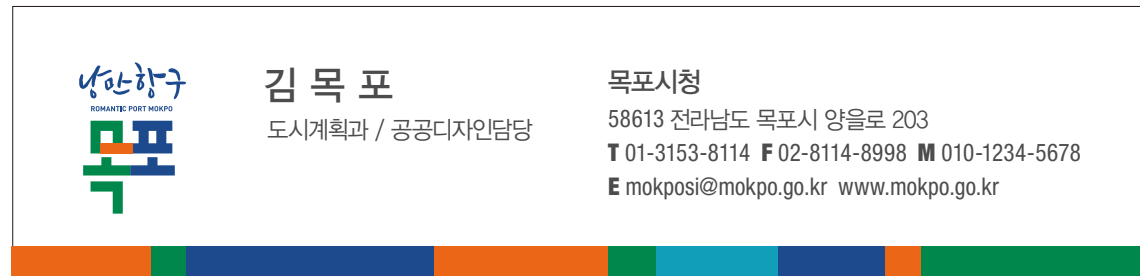 낭만항구
ROMANTIC PORT MOKPO
목포
김 목 포
도시계획과 / 공공디자인담당
목포시청
58613 전라남도 목포시 양을로 203
T 01-3153-8114 F 02-8114-8998 M 010-1234-5678
E mokposi@mokpo.go.kr www.mokpo.go.kr